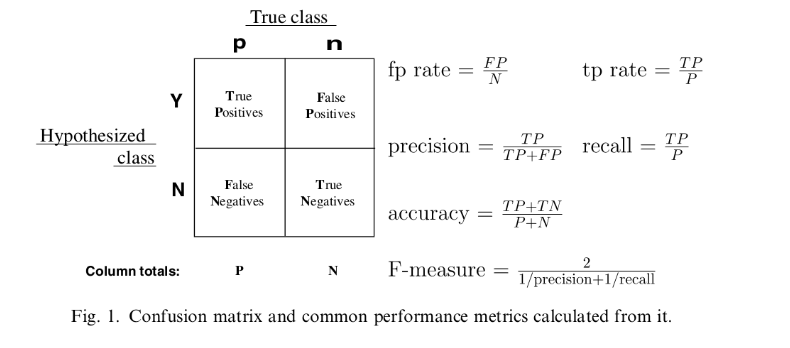 True class
p n
fp rate = FP/N tp rate = TP/P
Y
True Positives
False Positives
Hypothesized class
precision = TP/TP+FP recall = TP/P
N
False Negatives
True Negatives
accuracy = TP+TN/P+N
Column totals: P N
F-measure = 2/1/precision+1/recall
Fig. 1. Confusion matrix and common performance metrics calculated from it.